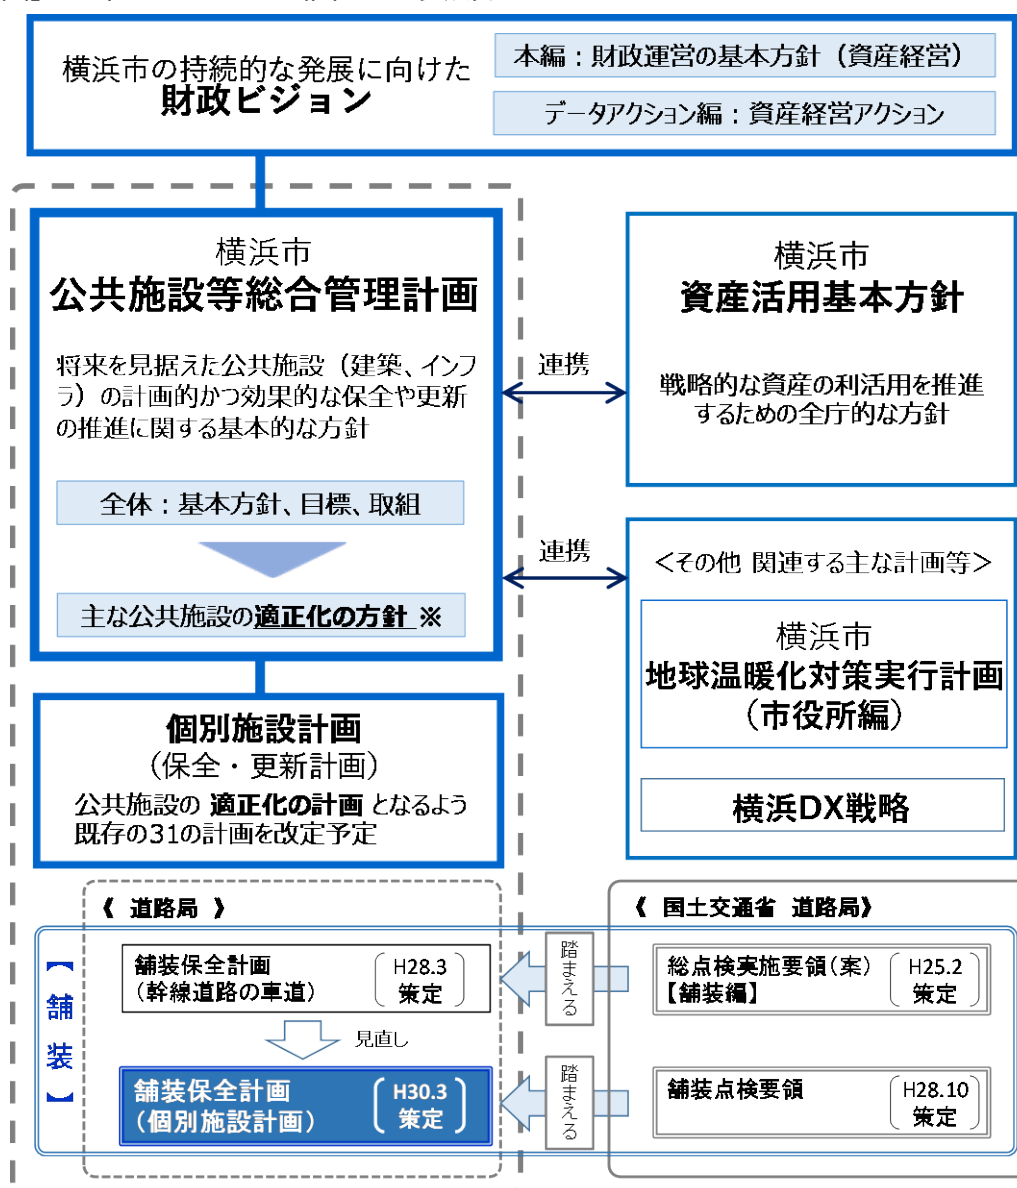 横浜市の持続的な発展に向けた
財政ビジョン
本編：財政運営の基本方針（資産経営）
データアクション編：資産経営アクション
横浜市
公共施設等総合管理計画
将来を見据えた公共施設（建築、インフ
ラ）の計画的かつ効果的な保全や更新
の推進に関する基本的な方針
全体：基本方針、目標、取組
主な公共施設の適正化の方針 ※
連携
横浜市
資産活用基本方針
戦略的な資産の利活用を推進
するための全庁的な方針
連携
＜その他 関連する主な計画等＞
横浜市
地球温暖化対策実行計画
（市役所編）
横浜DX戦略
個別施設計画
（保全・更新計画）
公共施設の 適正化の計画 となるよう
既存の31の計画を改定予定
《 道路局 》
《 国土交通省 道路局》
【舗装】
舗装保全計画
（幹線道路の車道）
H28.3
策定
踏まえる
総点検実施要領（案）
【舗装編】
H25.2
策定
見直し
舗装保全計画
（個別施設計画）
H30.3
策定
踏まえる
舗装点検要領
H28.10
策定